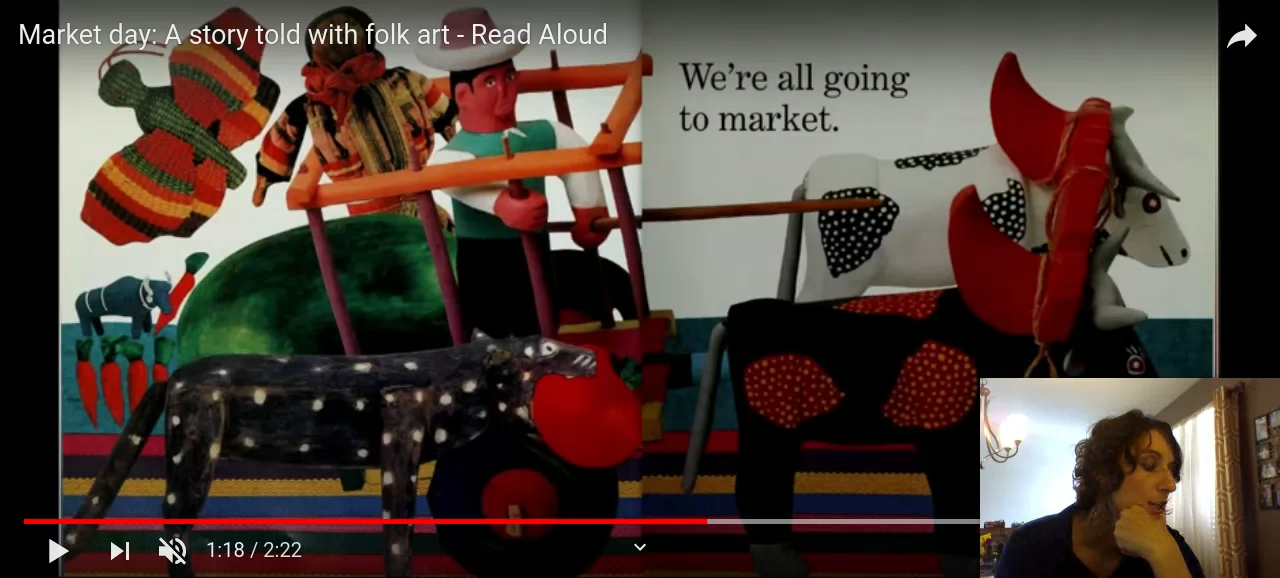 Market day: A story told with folk art - Read Aloud
We're all going
to market.
1:18 / 2:22